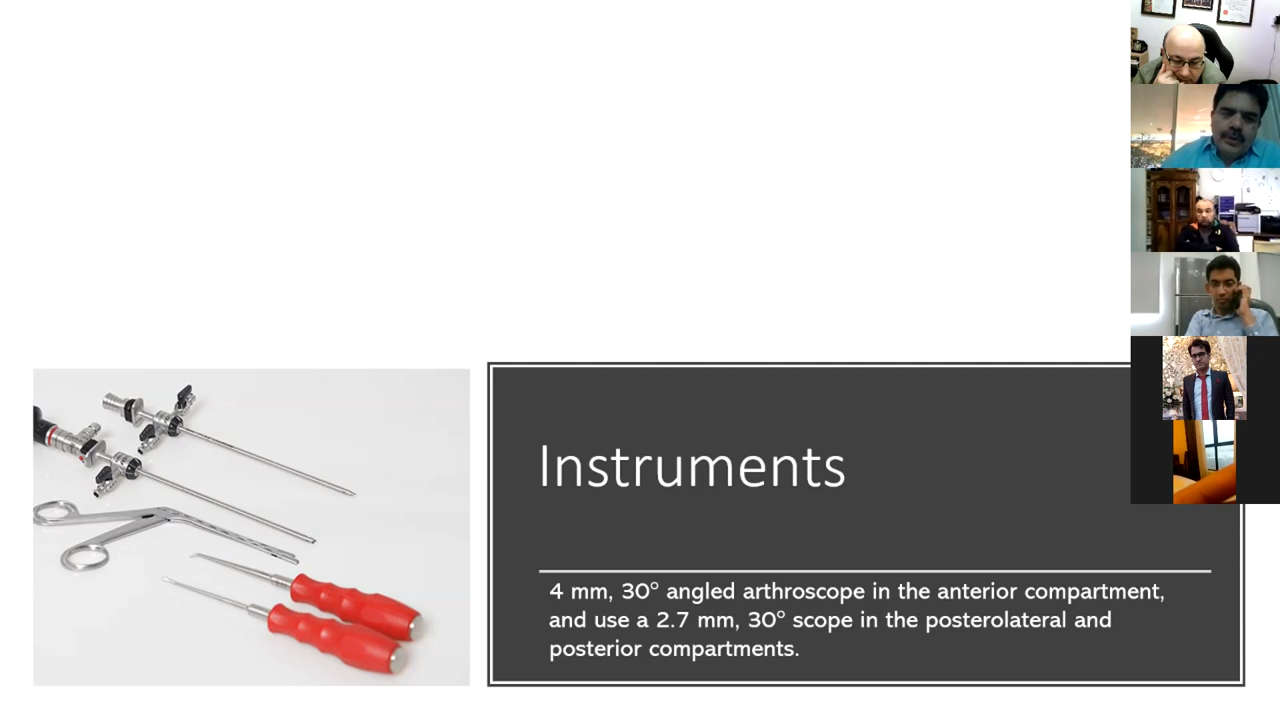 Instruments
4 mm, 30° angled arthroscope in the anterior compartment,
and use a 2.7 mm, 30° scope in the posterolateral and
posterior compartments.